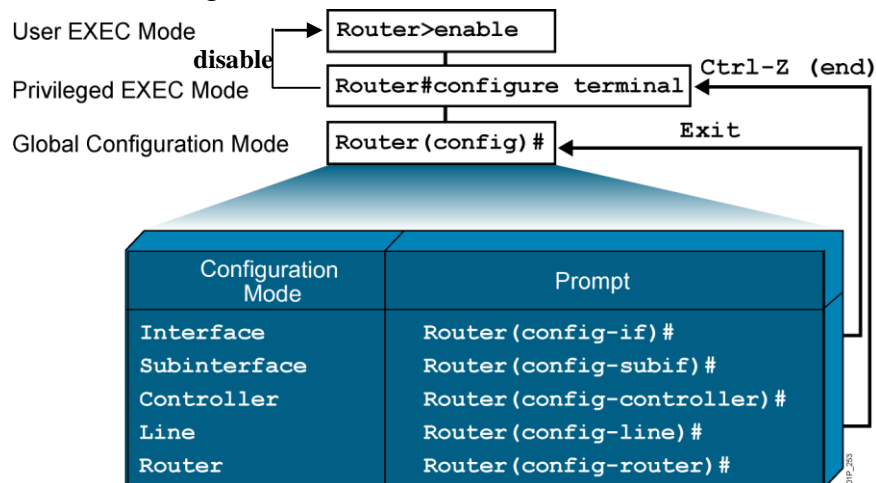 User EXEC Mode
Router>enable
disable
Ctrl-Z (end)
Privileged EXEC Mode
Router#configure terminal
Exit
Global Configuration Mode
Router(config)#
Configuration
Mode
Prompt
Interface Router(config-if)#
Subinterface Router(config-subif)#
Controller Router(config-controller)#
Line Router(config-line)#
Router Router(config-router)#